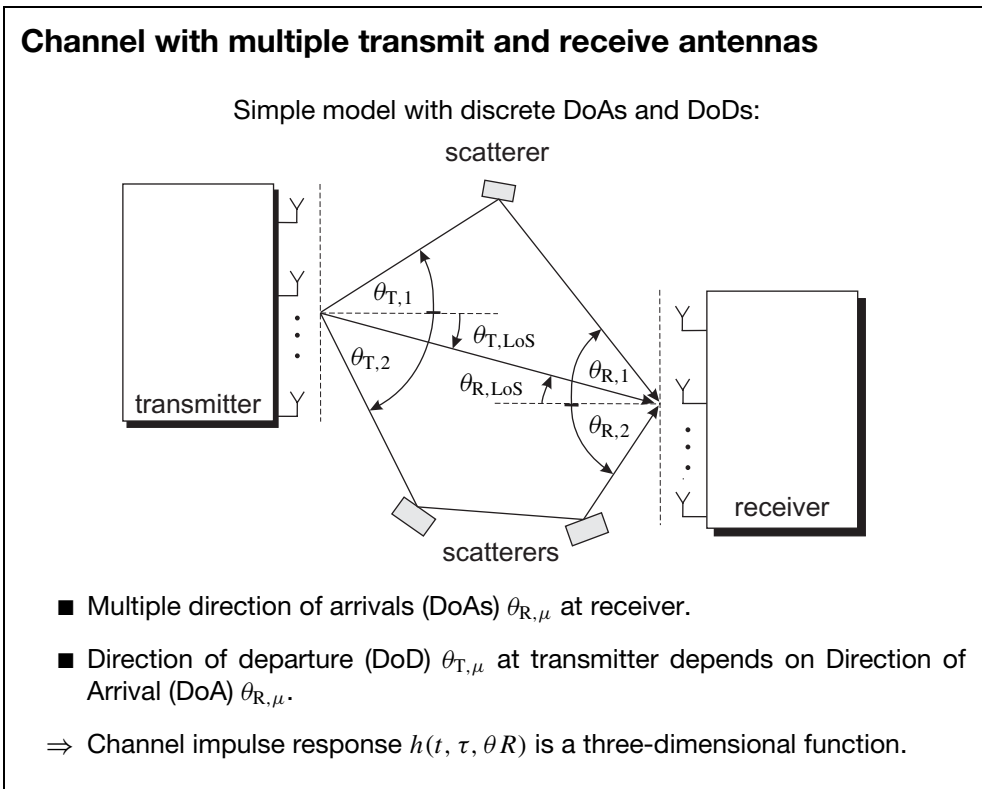 Channel with multiple transmit and receive antennas
Simple model with discrete DoAs and DoDs:
scatterer
θT,1
θT,LoS
θT,2
θR,LoS
θR,1
θR,2
transmitter
receiver
scatterers
■ Multiple direction of arrivals (DoAs) θR,μ at receiver.
■ Direction of departure (DoD) θT,μ at transmitter depends on Direction of
Arrival (DoA) θR,μ.
⇒ Channel impulse response h(t, τ, θR) is a three-dimensional function.